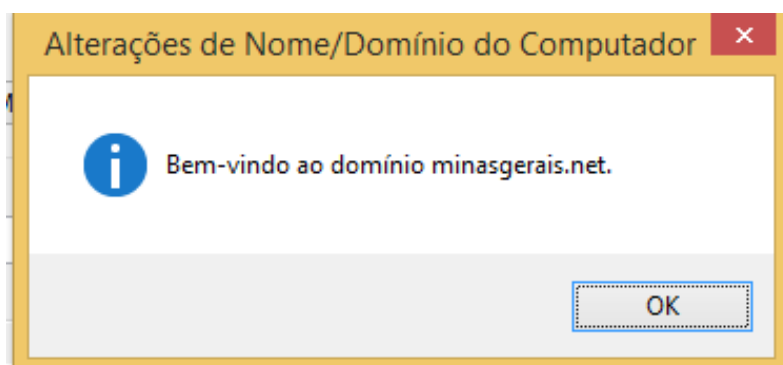 Alterações de Nome/Domínio do Computador
Bem-vindo ao domínio minasgerais.net.
OK